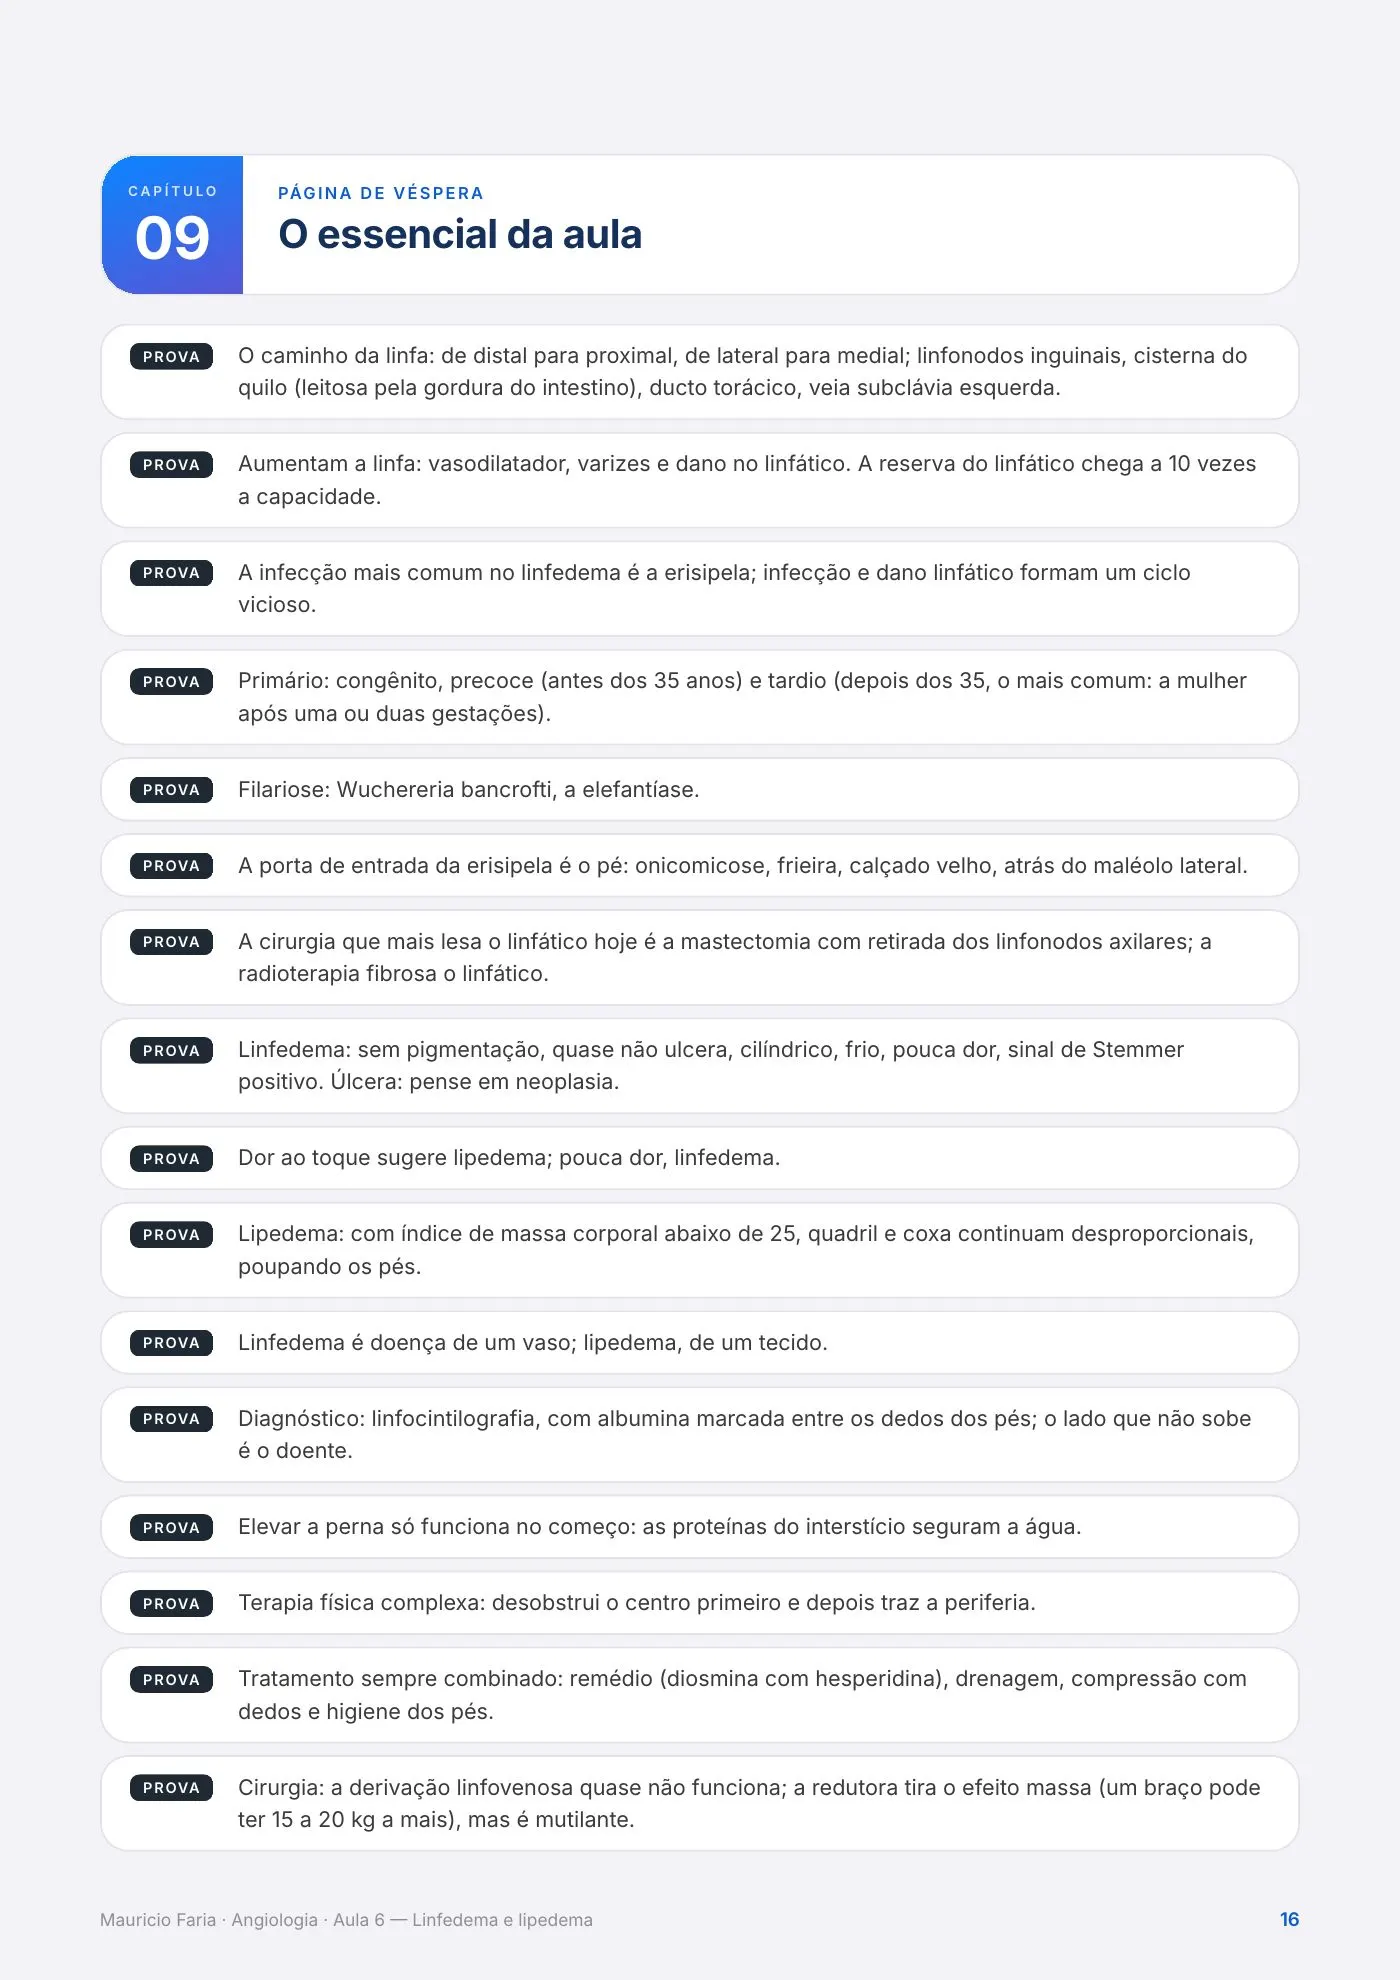 CAPÍTULO
09
PÁGINA DE VÉSPERA
O essencial da aula
PROVA
O caminho da linfa: de distal para proximal, de lateral para medial; linfonodos inguinais, cisterna do
quilo (leitosa pela gordura do intestino), ducto torácico, veia subclávia esquerda.
PROVA
Aumentam a linfa: vasodilatador, varizes e dano no linfático. A reserva do linfático chega a 10 vezes
a capacidade.
PROVA
A infecção mais comum no linfedema é a erisipela; infecção e dano linfático formam um ciclo
vicioso.
PROVA
Primário: congênito, precoce (antes dos 35 anos) e tardio (depois dos 35, o mais comum: a mulher
após uma ou duas gestações).
PROVA
Filariose: Wuchereria bancrofti, a elefantíase.
PROVA
A porta de entrada da erisipela é o pé: onicomicose, frieira, calçado velho, atrás do maléolo lateral.
PROVA
A cirurgia que mais lesa o linfático hoje é a mastectomia com retirada dos linfonodos axilares; a
radioterapia fibrosa o linfático.
PROVA
Linfedema: sem pigmentação, quase não ulcera, cilíndrico, frio, pouca dor, sinal de Stemmer
positivo. Úlcera: pense em neoplasia.
PROVA
Dor ao toque sugere lipedema; pouca dor, linfedema.
PROVA
Lipedema: com índice de massa corporal abaixo de 25, quadril e coxa continuam desproporcionais,
poupando os pés.
PROVA
Linfedema é doença de um vaso; lipedema, de um tecido.
PROVA
Diagnóstico: linfocintilografia, com albumina marcada entre os dedos dos pés; o lado que não sobe
é o doente.
PROVA
Elevar a perna só funciona no começo: as proteínas do interstício seguram a água.
PROVA
Terapia física complexa: desobstrui o centro primeiro e depois traz a periferia.
PROVA
Tratamento sempre combinado: remédio (diosmina com hesperidina), drenagem, compressão com
dedos e higiene dos pés.
PROVA
Cirurgia: a derivação linfovenosa quase não funciona; a redutora tira o efeito massa (um braço pode
ter 15 a 20 kg a mais), mas é mutilante.
Mauricio Faria · Angiologia · Aula 6 — Linfedema e lipedema
16